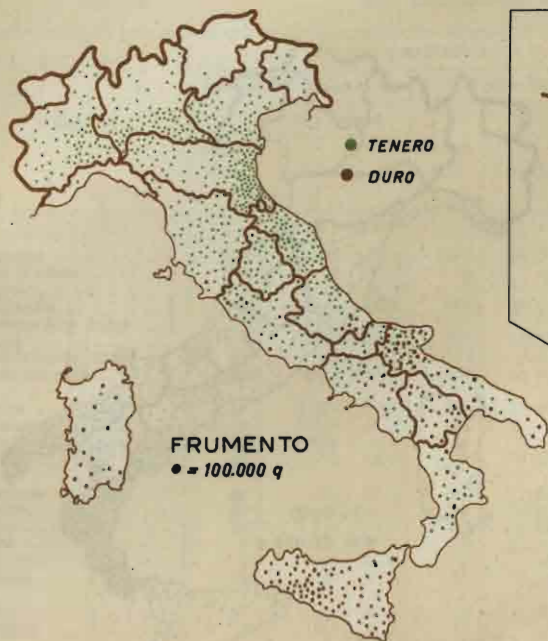 TENERO
DURO
FRUMENTO
= 100.000 q